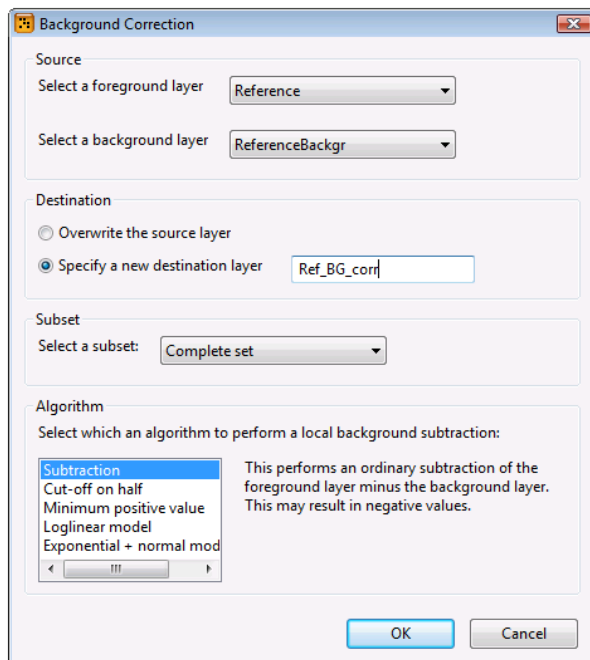 Background Correction
Source
Select a foreground layer Reference
Select a background layer ReferenceBackgr
Destination
Overwrite the source layer
Specify a new destination layer Ref_BG_corr
Subset
Select a subset: Complete set
Algorithm
Select which an algorithm to perform a local background subtraction:
Subtraction
Cut-off on half
Minimum positive value
Loglinear model
Exponential + normal mod
This performs an ordinary subtraction of the
foreground layer minus the background layer.
This may result in negative values.
OK Cancel